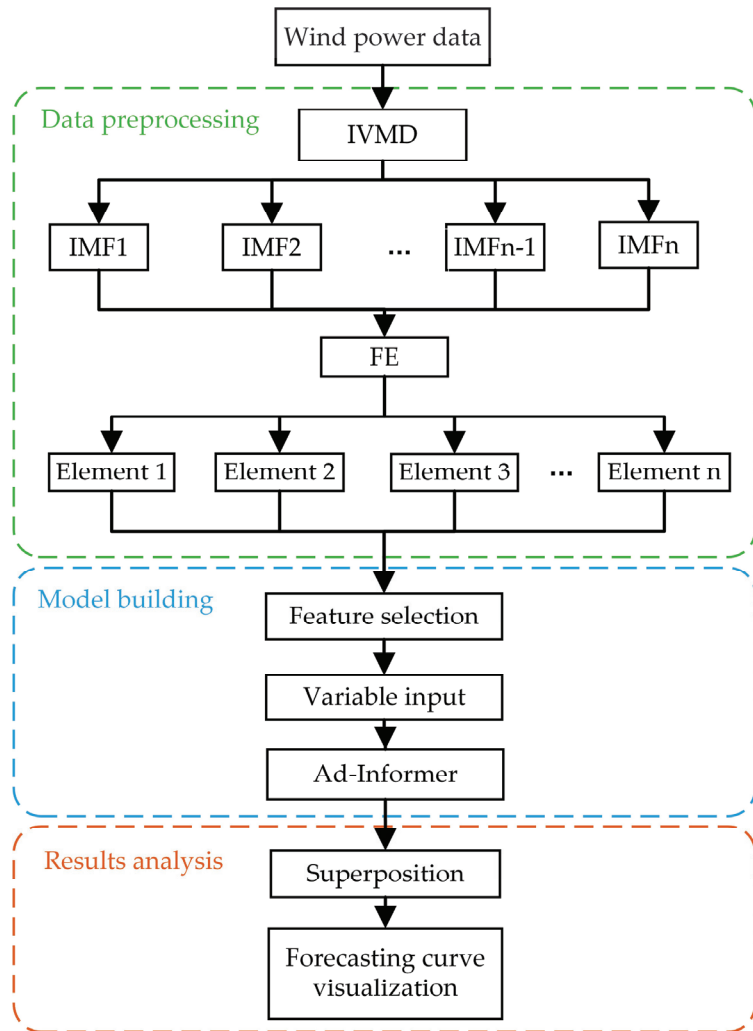 Wind power data
Data preprocessing
IVMD
IMF1
IMF2
...
IMFn-1
IMFn
FE
Element 1
Element 2
Element 3
...
Element n
Model building
Feature selection
Variable input
Ad-Informer
Results analysis
Superposition
Forecasting curve
visualization